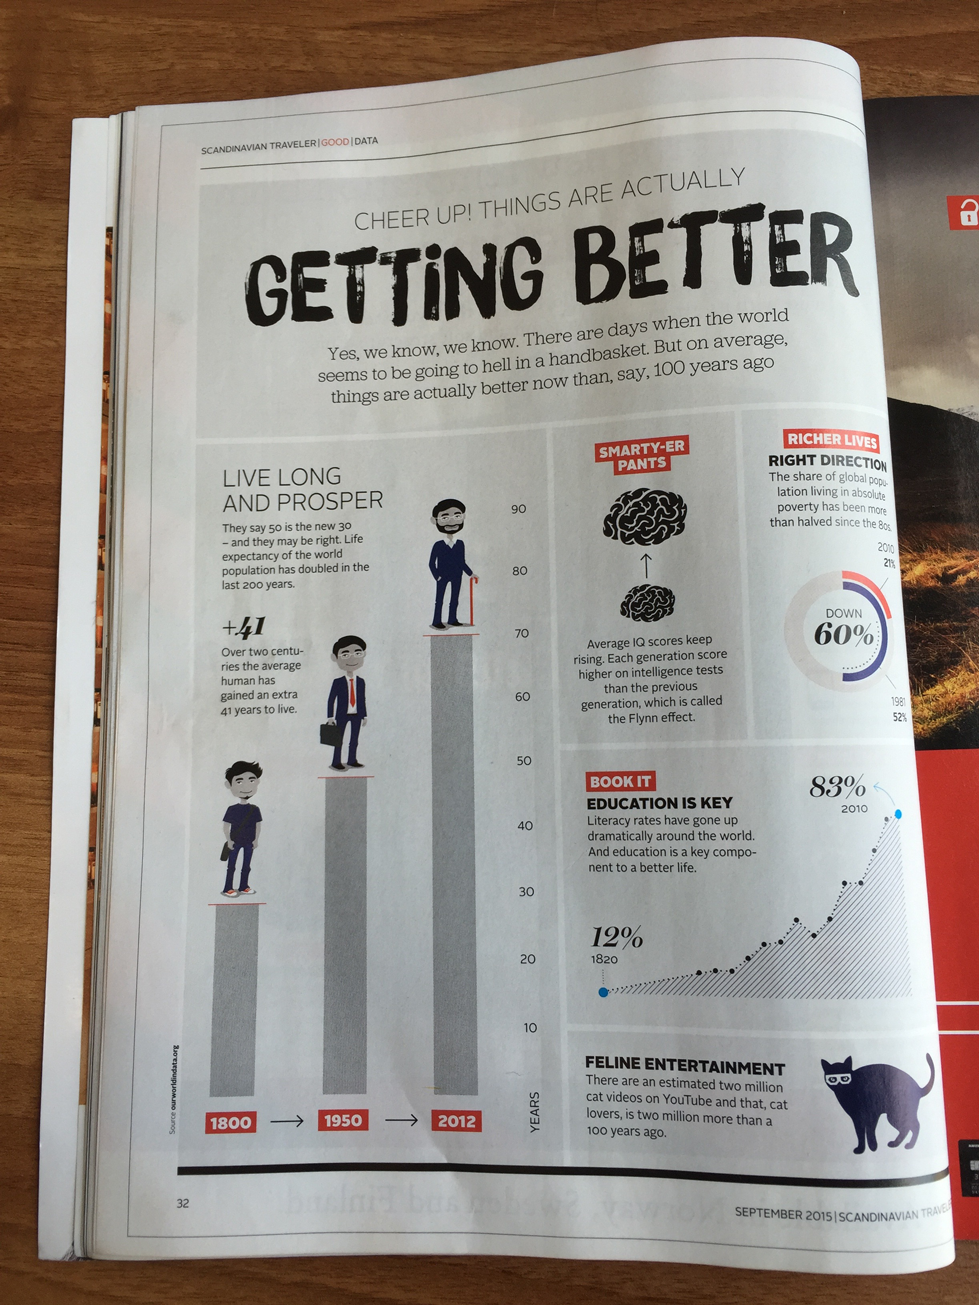 SCANDINAVIAN TRAVELER|GOOD|DATA
CHEER UP! THINGS ARE ACTUALLY
GETTiNG BETTER
Yes, we know, we know. There are days when the world
seems to be going to hell in a handbasket. But on average,
things are actually better now than, say, 100 years ago
LIVE LONG
AND PROSPER
They say 50 is the new 30
– and they may be right. Life
expectancy of the world
population has doubled in the
last 200 years.
+41
Over two centu-
ries the average
human has
gained an extra
41 years to live.
90
80
70
60
50
40
30
20
10
YEARS
1800
1950
2012
Source ourworldindata.org
SMARTY-ER
PANTS
Average IQ scores keep
rising. Each generation score
higher on intelligence tests
than the previous
generation, which is called
the Flynn effect.
RICHER LIVES
RIGHT DIRECTION
The share of global popu-
lation living in absolute
poverty has been more
than halved since the 80s.
2010
21%
DOWN
60%
1981
52%
BOOK IT
EDUCATION IS KEY
Literacy rates have gone up
dramatically around the world.
And education is a key compo-
nent to a better life.
83%
2010
12%
1820
FELINE ENTERTAINMENT
There are an estimated two million
cat videos on YouTube and that, cat
lovers, is two million more than a
100 years ago.
32
SEPTEMBER 2015|SCANDINAVIAN